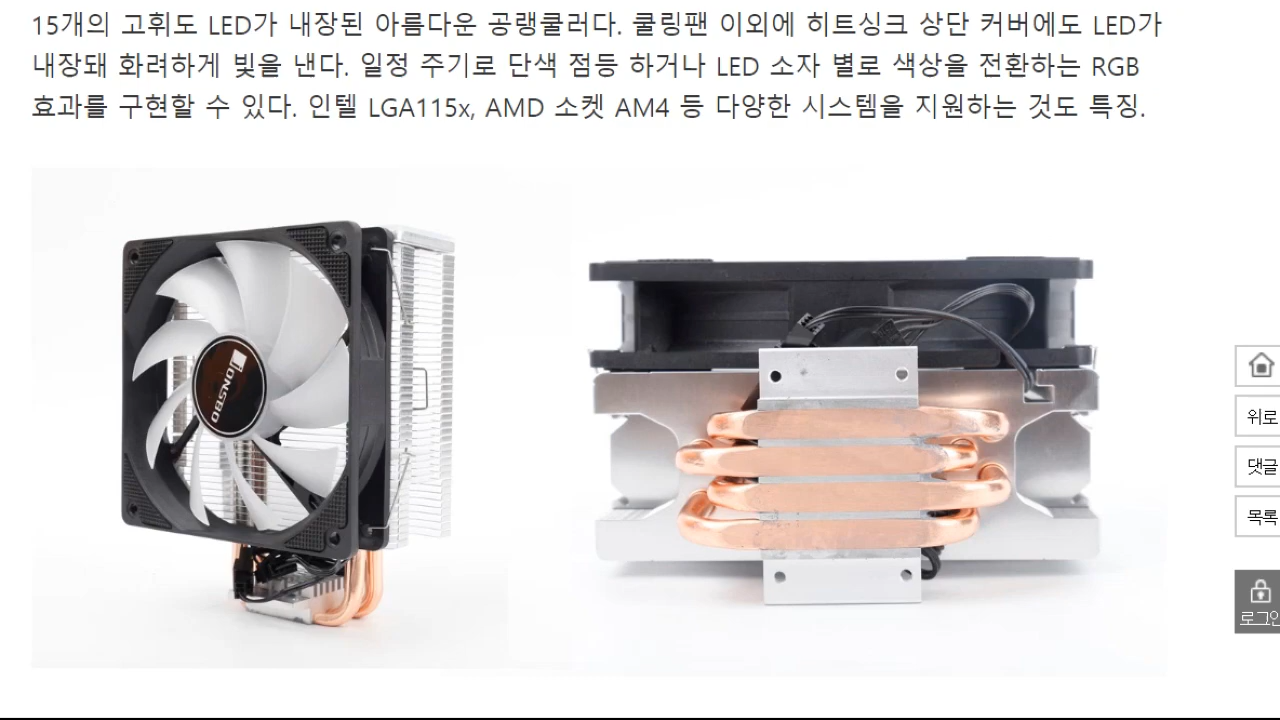 15개의 고휘도 LED가 내장된 아름다운 공랭쿨러다. 쿨링팬 이외에 히트싱크 상단 커버에도 LED가
내장돼 화려하게 빛을 낸다. 일정 주기로 단색 점등 하거나 LED 소자 별로 색상을 전환하는 RGB
효과를 구현할 수 있다. 인텔 LGA115x, AMD 소켓 AM4 등 다양한 시스템을 지원하는 것도 특징.
JONSBO
위로
댓글
목록
로그인